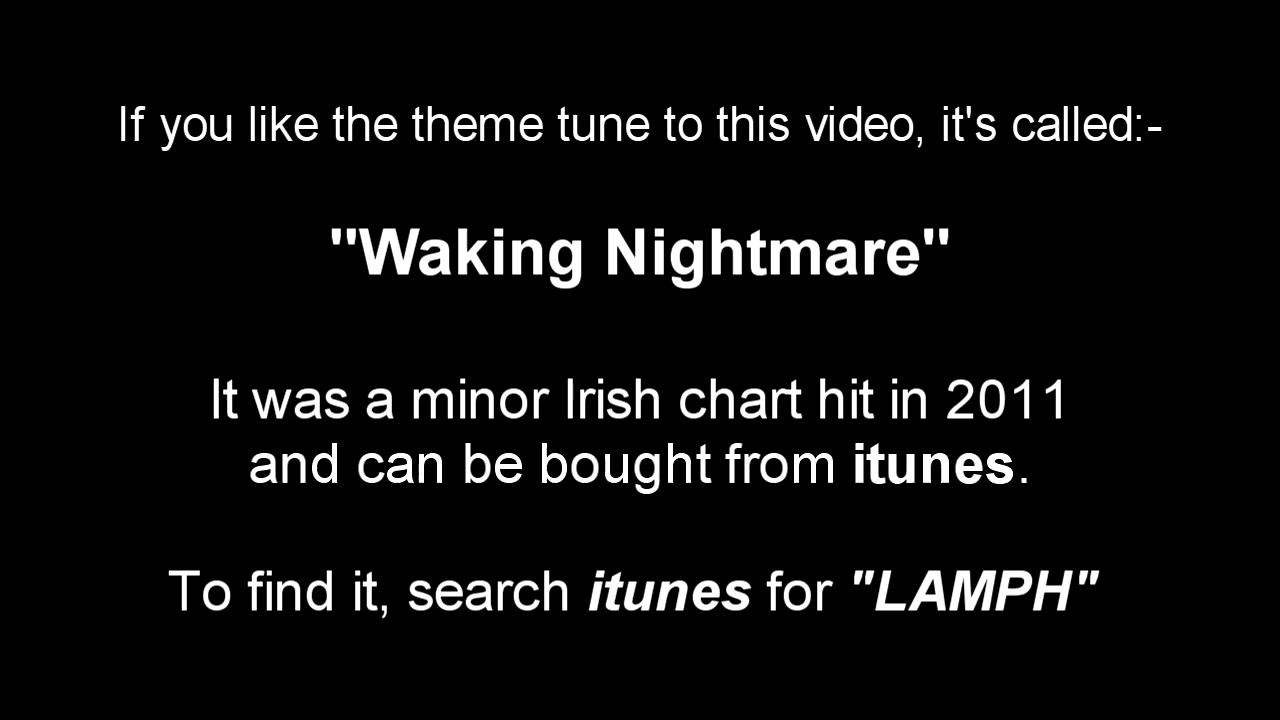 If you like the theme tune to this video, it's called:-
"Waking Nightmare"
It was a minor Irish chart hit in 2011
and can be bought from itunes.
To find it, search itunes for "LAMPH"